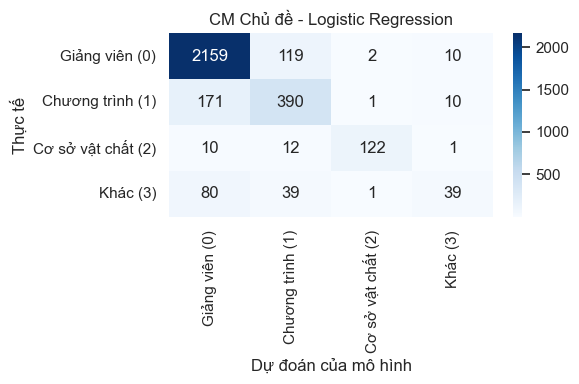 CM Chủ đề - Logistic Regression
Thực tế
Giảng viên (0) 2159 119 2 10
Chương trình (1) 171 390 1 10
Cơ sở vật chất (2) 10 12 122 1
Khác (3) 80 39 1 39
Giảng viên (0)
Chương trình (1)
Cơ sở vật chất (2)
Khác (3)
Dự đoán của mô hình
2000
1500
1000
500